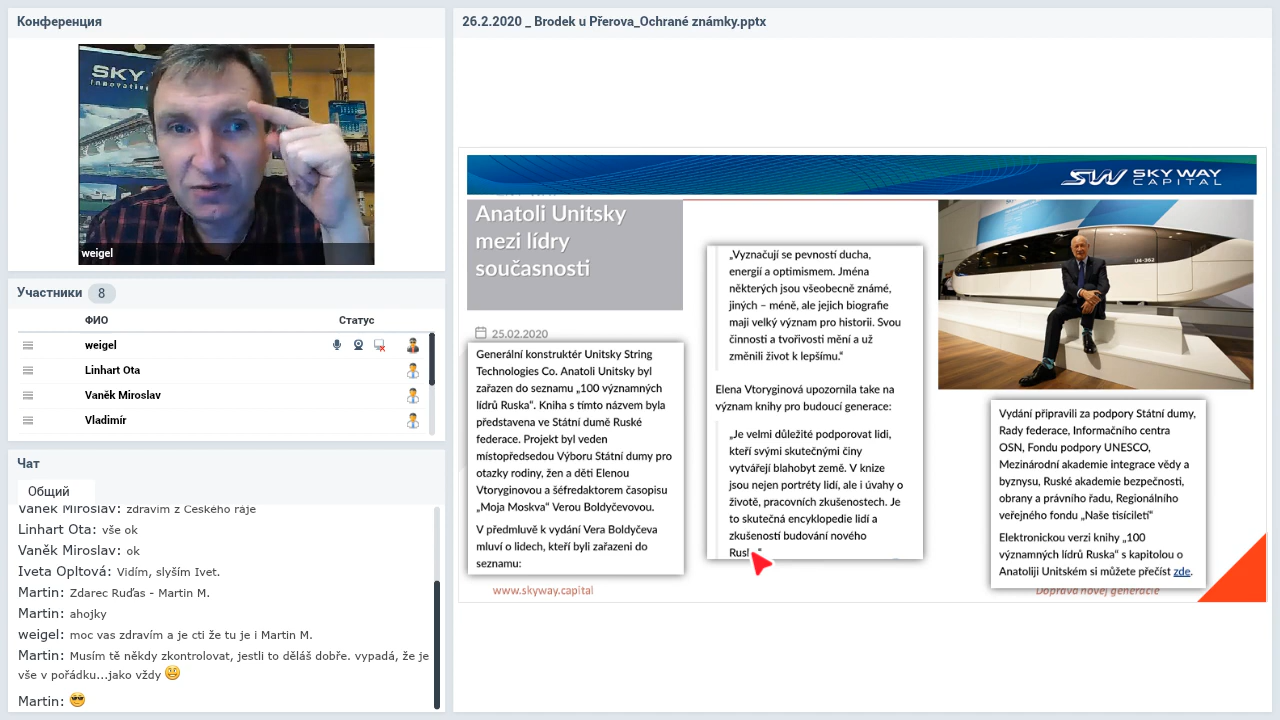 Конференция
SKY
Innovatie
weigel
Участники 8
ФИО Статус
weigel
Linhart Ota
Vaněk Miroslav
Vladimír
Чат
Общий
Vaněk Miroslav: zdravím z Českého ráje
Linhart Ota: vše ok
Vaněk Miroslav: ok
Iveta Opltová: Vidím, slyším Ivet.
Martin: Zdarec Ruďas - Martin M.
Martin: ahojky
weigel: moc vas zdravím a je cti že tu je i Martin M.
Martin: Musím tě někdy zkontrolovat, jestli to děláš dobře. vypadá, že je
vše v pořádku...jako vždy
Martin:
26.2.2020 _ Brodek u Přerova_Ochrané známky.pptx
SW SKY WAY
CAPITAL
Anatoli Unitsky
mezi lídry
současnosti
25.02.2020
Generální konstruktér Unitsky String
Technologies Co. Anatoli Unitsky byl
zařazen do seznamu „100 významných
lídrů Ruska“. Kniha s tímto názvem byla
představena ve Státní dumě Ruské
federace. Projekt byl veden
místopředsedou Výboru Státní dumy pro
otazky rodiny, žen a děti Elenou
Vtoryginovou a šéfredaktorem časopisu
„Moja Moskva“ Verou Boldyčevovou.
V předmluvě k vydání Vera Boldyčeva
mluví o lidech, kteří byli zařazeni do
seznamu:
„Vyznačují se pevností ducha,
energií a optimismem. Jména
některých jsou všeobecně známé,
jiných – méně, ale jejich biografie
maji velký význam pro historii. Svou
činností a tvořivostí mění a už
změnili život k lepšímu.“
Elena Vtoryginová upozornila take na
význam knihy pro budoucí generace:
„Je velmi důležité podporovat lidi,
kteří svými skutečnými činy
vytvářejí blahobyt země. V knize
jsou nejen portréty lidí, ale i úvahy o
životě, pracovních zkušenostech. Je
to skutečná encyklopedie lidí a
zkušeností budování nového
U4-362
Vydání připravili za podpory Státní dumy,
Rady federace, Informačního centra
OSN, Fondu podpory UNESCO,
Mezinárodní akademie integrace vědy a
byznysu, Ruské akademie bezpečnosti,
obrany a právního řadu, Regionálního
veřejného fondu „Naše tisíciletí“
Elektronickou verzi knihy „100
významných lídrů Ruska“ s kapitolou o
Anatoliji Unitském si můžete přečíst zde.
www.skyway.capital
Doprava novej generácie